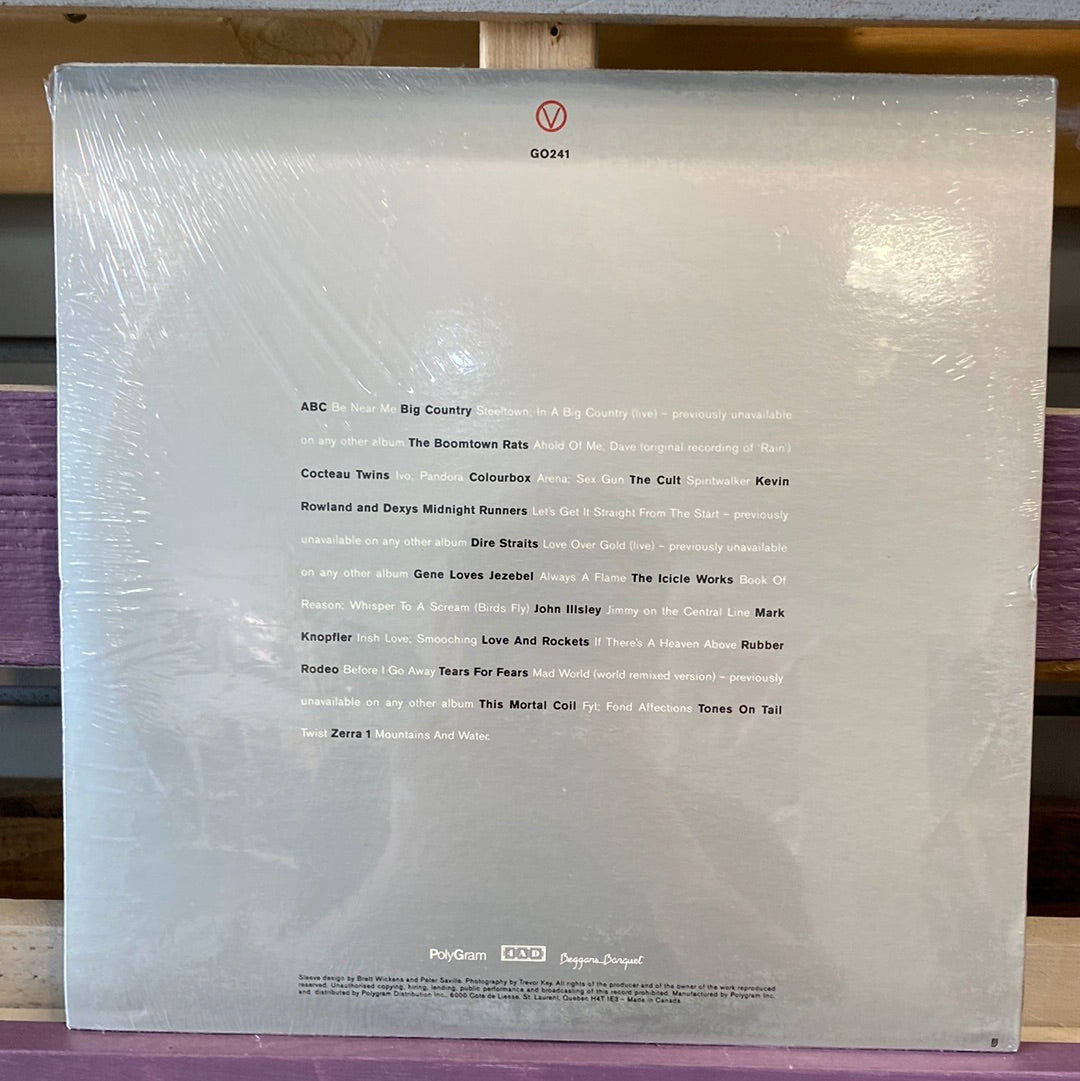 V
GO241
ABC Be Near Me Big Country Steeltown; In A Big Country (live) – previously unavailable
on any other album The Boomtown Rats Ahold Of Me; Dave (original recording of 'Rain')
Cocteau Twins Ivo; Pandora Colourbox Arena; Sex Gun The Cult Spiritwalker Kevin
Rowland and Dexys Midnight Runners Let's Get It Straight From The Start – previously
unavailable on any other album Dire Straits Love Over Gold (live) – previously unavailable
on any other album Gene Loves Jezebel Always A Flame The Icicle Works Book Of
Reason; Whisper To A Scream (Birds Fly) John Illsley Jimmy on the Central Line Mark
Knopfler Irish Love; Smooching Love And Rockets If There's A Heaven Above Rubber
Rodeo Before I Go Away Tears For Fears Mad World (world remixed version) – previously
unavailable on any other album This Mortal Coil Fyt; Fond Affections Tones On Tail
Twist Zerra 1 Mountains And Water.
PolyGram 4AD Beggars Banquet
Sleeve design by Brett Wickens and Peter Saville. Photography by Trevor Key. All rights of the producer and of the owner of the work reproduced
reserved. Unauthorised copying, hiring, lending, public performance and broadcasting of this record prohibited. Manufactured by Polygram Inc.
and distributed by Polygram Distribution Inc., 6000 Cote de Liesse, St. Laurent, Quebec H4T 1E3 – Made in Canada